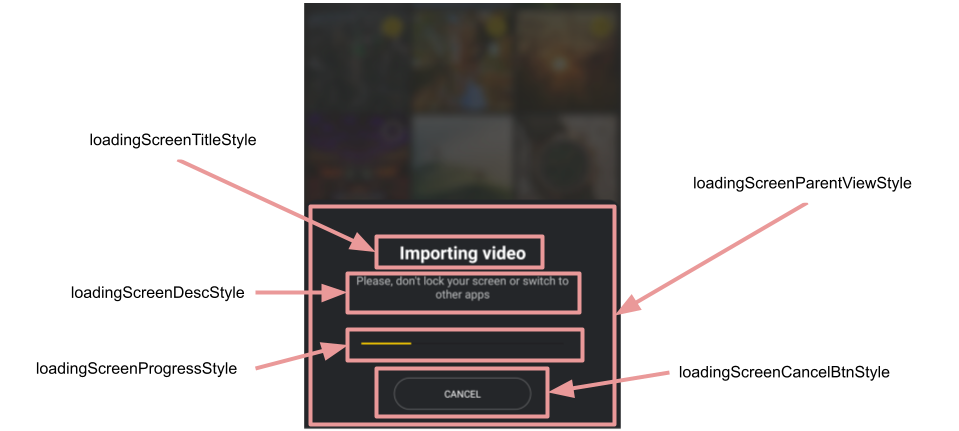 loadingScreenTitleStyle
loadingScreenParentViewStyle
Importing video
Please, don't lock your screen or switch to
other apps
loadingScreenDescStyle
loadingScreenProgressStyle
loadingScreenCancelBtnStyle
CANCEL